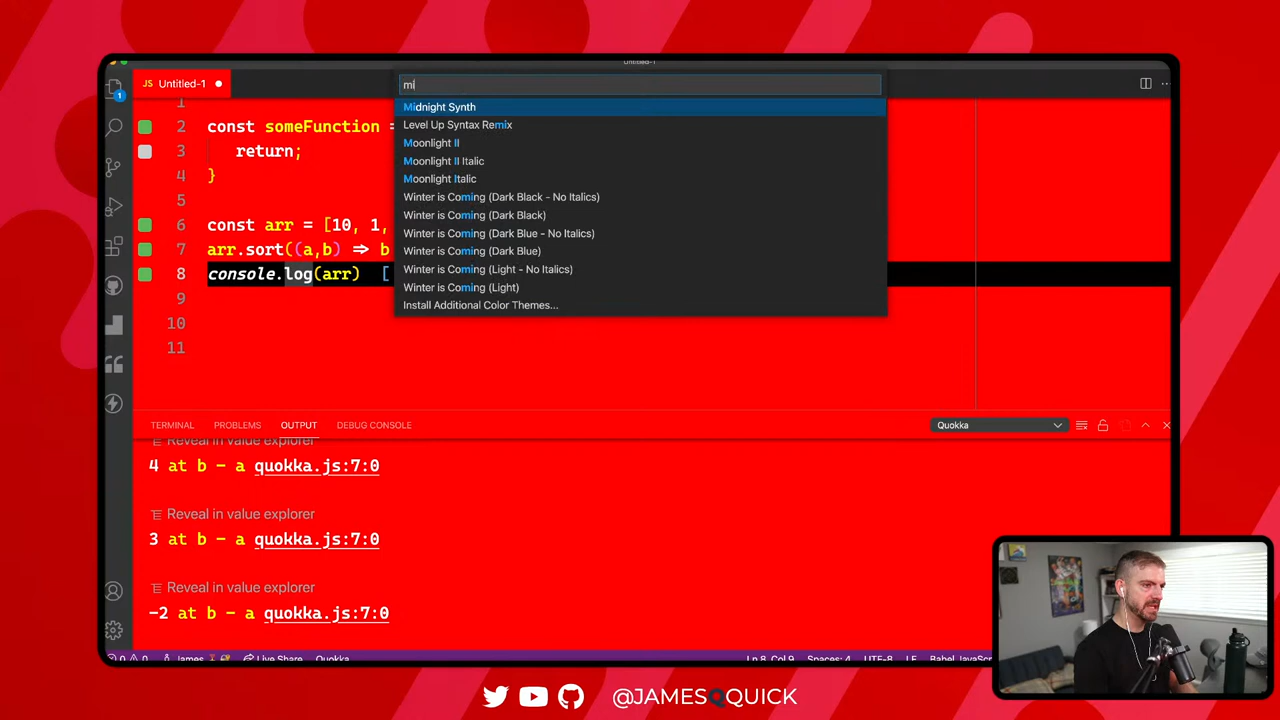 Untitled-1
JS Untitled-1
mi
1
Midnight Synth
Level Up Syntax Remix
Moonlight II
Moonlight II Italic
Moonlight Italic
Winter is Coming (Dark Black - No Italics)
Winter is Coming (Dark Black)
Winter is Coming (Dark Blue - No Italics)
Winter is Coming (Dark Blue)
Winter is Coming (Light - No Italics)
Winter is Coming (Light)
Install Additional Color Themes...
1
2 const someFunction =
3 return;
4 }
5
6 const arr = [10, 1,
7 arr.sort((a,b) => b
8 console.log(arr) [
9
10
11
TERMINAL PROBLEMS OUTPUT DEBUG CONSOLE Quokka
Reveal in value explorer
4 at b - a quokka.js:7:0
Reveal in value explorer
3 at b - a quokka.js:7:0
Reveal in value explorer
-2 at b - a quokka.js:7:0
0 0 James Live Share Quokka Ln 8, Col 9 Spaces: 4 UTF-8 LF Babel JavaScript
@JAMESQQUICK